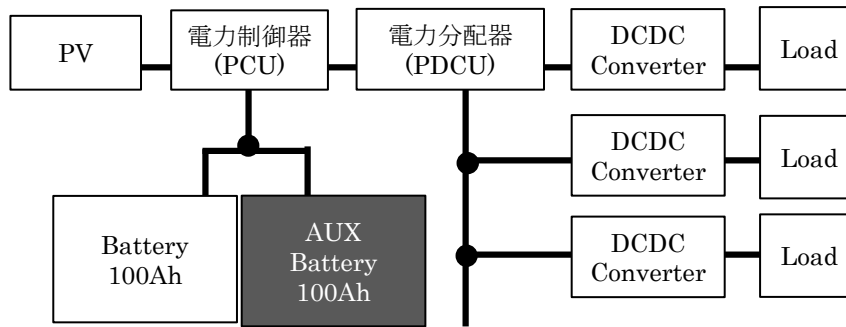 PV
電力制御器
(PCU)
電力分配器
(PDCU)
DCDC
Converter
Load
DCDC
Converter
Load
Battery
100Ah
AUX
Battery
100Ah
DCDC
Converter
Load